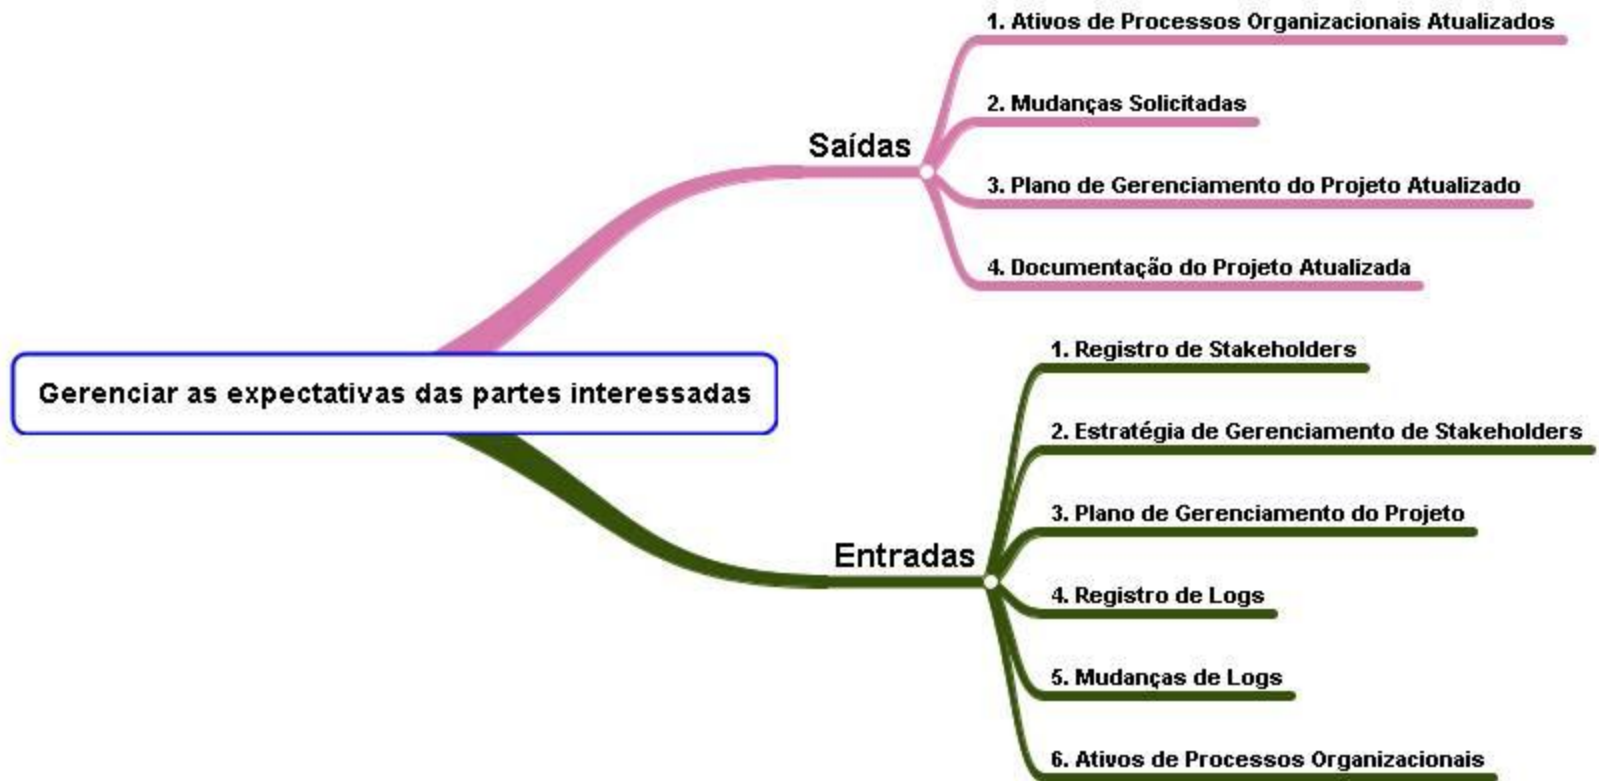 1. Ativos de Processos Organizacionais Atualizados
2. Mudanças Solicitadas
Saídas
3. Plano de Gerenciamento do Projeto Atualizado
4. Documentação do Projeto Atualizada
Gerenciar as expectativas das partes interessadas
1. Registro de Stakeholders
2. Estratégia de Gerenciamento de Stakeholders
3. Plano de Gerenciamento do Projeto
Entradas
4. Registro de Logs
5. Mudanças de Logs
6. Ativos de Processos Organizacionais